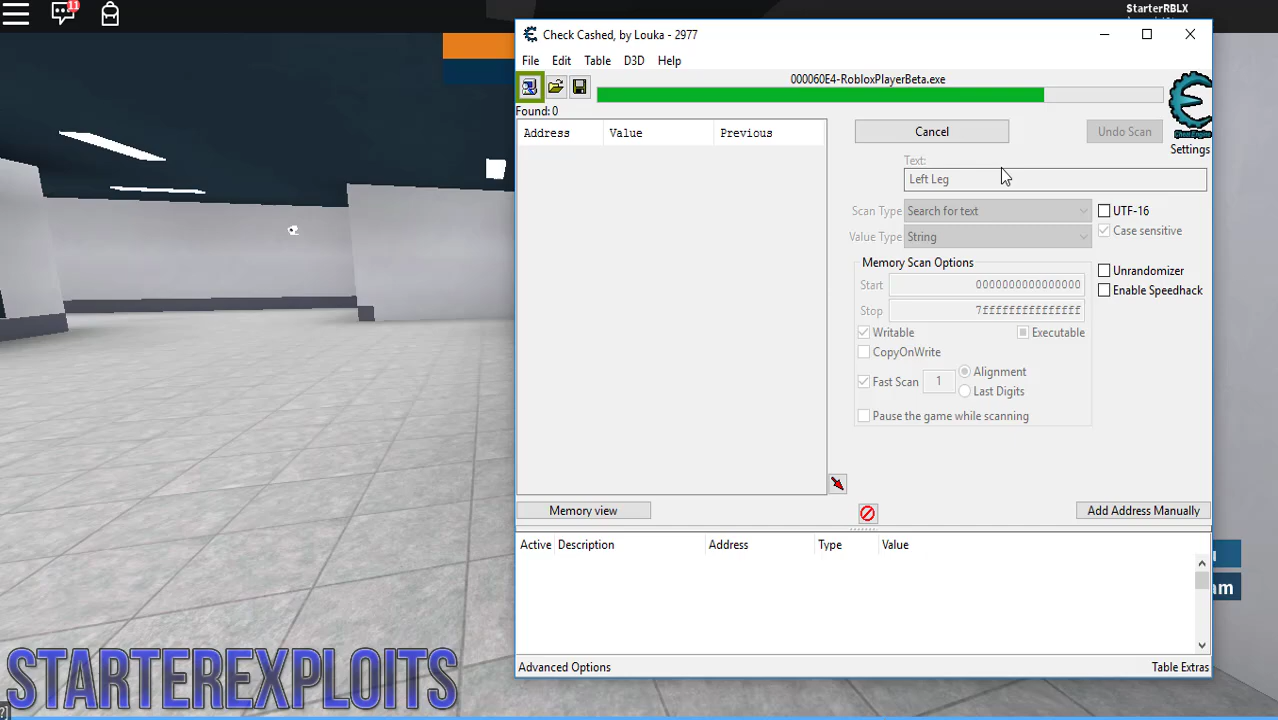 11
StarterRBLX
Check Cashed, by Louka - 2977
File Edit Table D3D Help
000060E4-RobloxPlayerBeta.exe
Found: 0
Address Value Previous
Cancel
Undo Scan
Cheat Engine
Settings
Text:
Left Leg
Scan Type Search for text
UTF-16
Value Type String
Case sensitive
Memory Scan Options
Start 0000000000000000
Stop 7fffffffffffffff
Unrandomizer
Enable Speedhack
Writable Executable
CopyOnWrite
Fast Scan 1 Alignment
Last Digits
Pause the game while scanning
Memory view
Add Address Manually
Active Description Address Type Value
am
STARTEREXPLOITS
Advanced Options
Table Extras